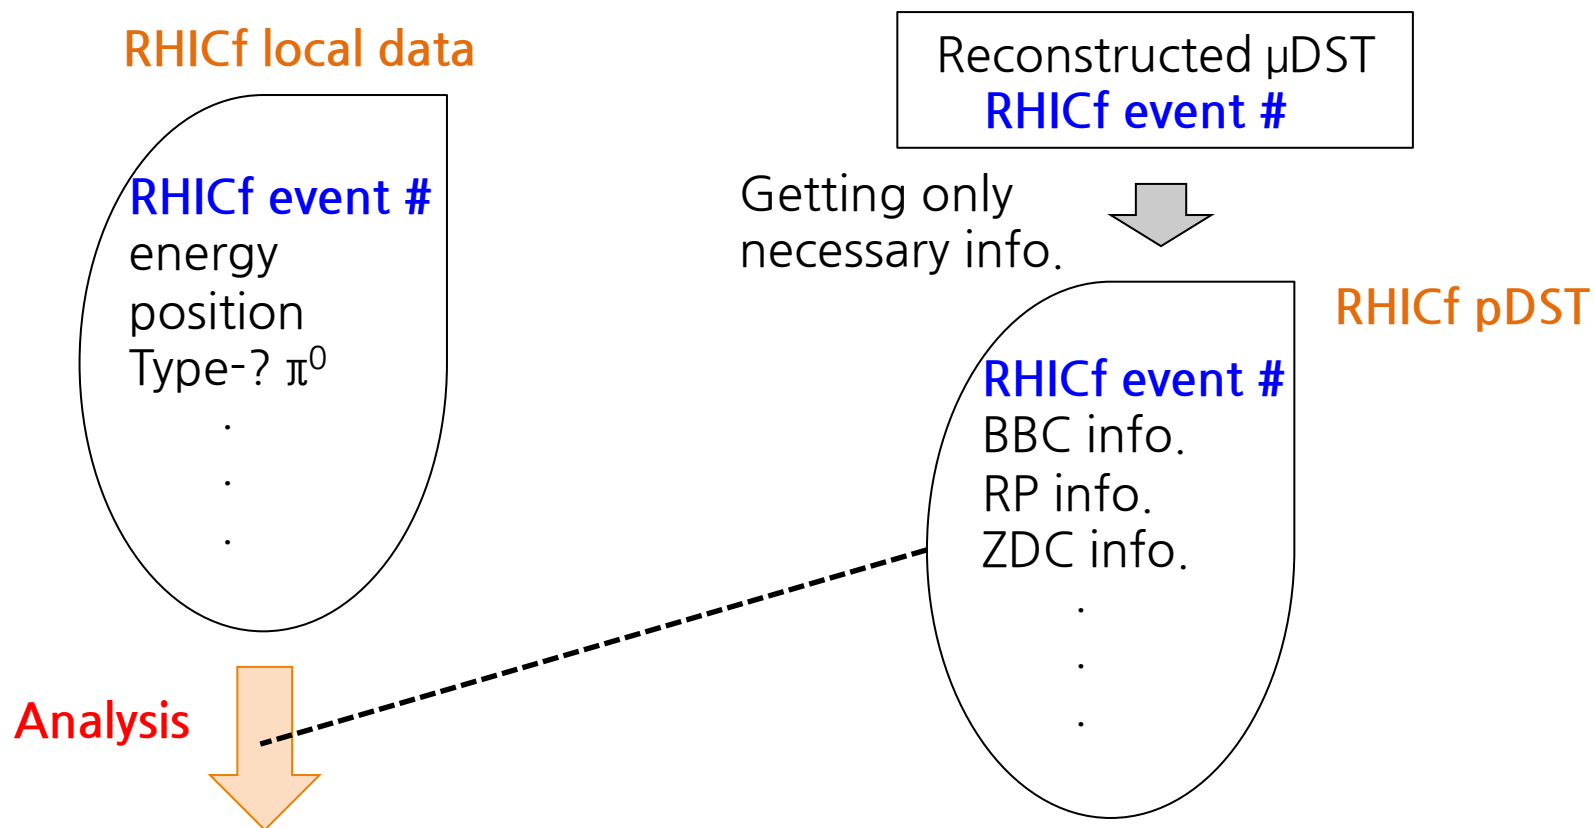 RHICf local data
RHICf event #
energy
position
Type-? π⁰
.
.
.
Analysis
Reconstructed μDST
RHICf event #
Getting only
necessary info.
RHICf pDST
RHICf event #
BBC info.
RP info.
ZDC info.
.
.
.